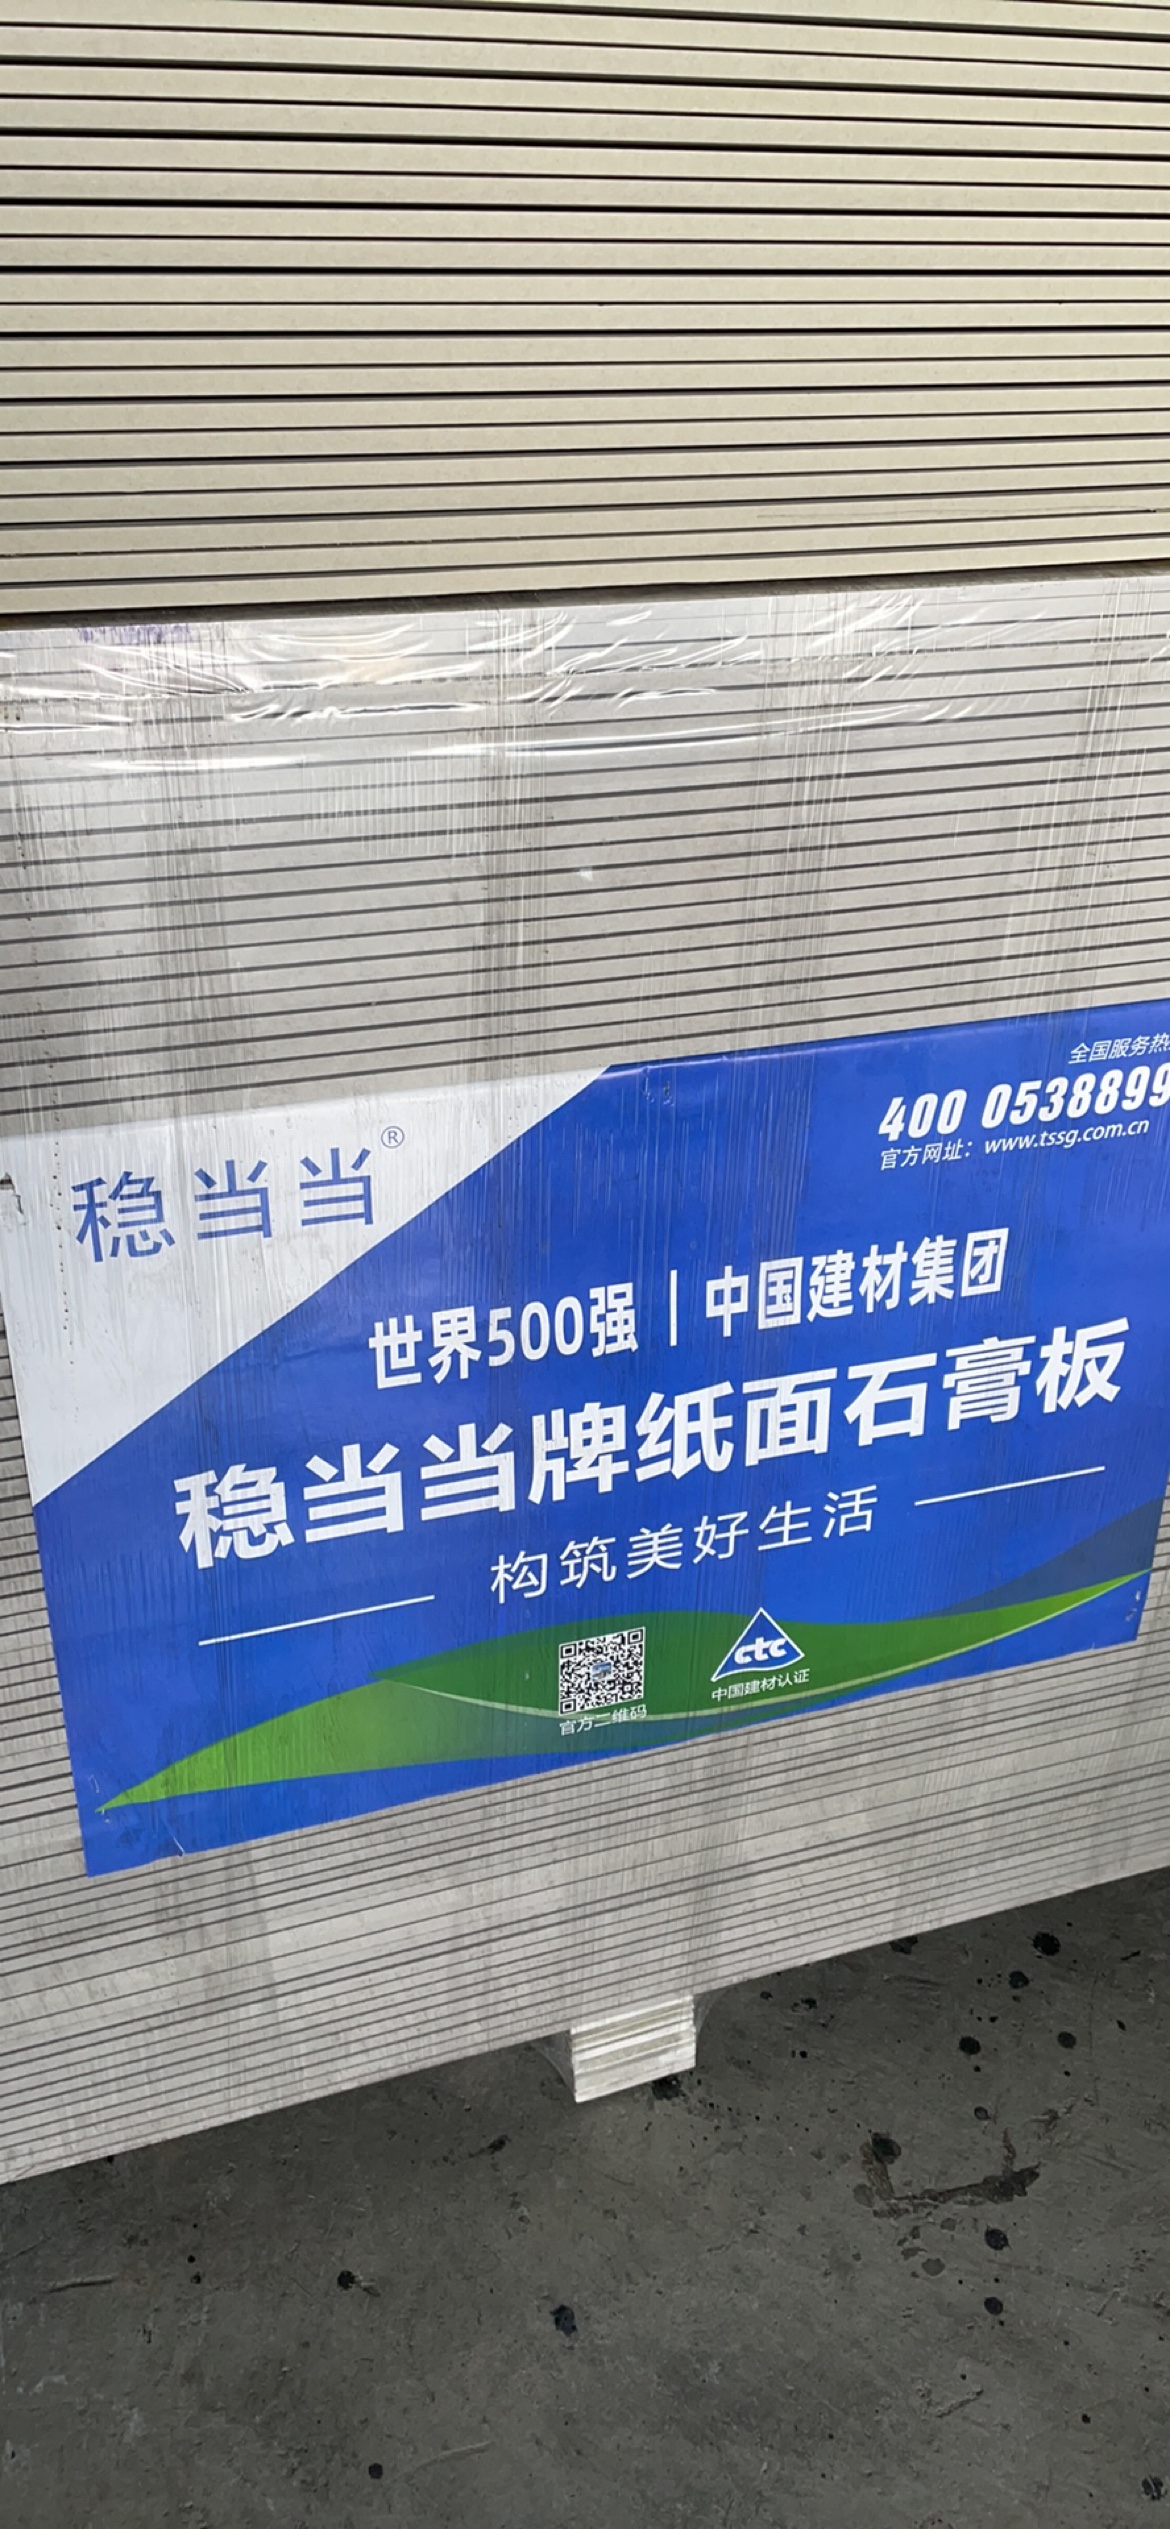 全国服务热
400 0538899
官方网址：www.tssg.com.cn
稳当当®
世界500强|中国建材集团
稳当当牌纸面石膏板
构筑美好生活
ctc
官方二维码
中国建材认证